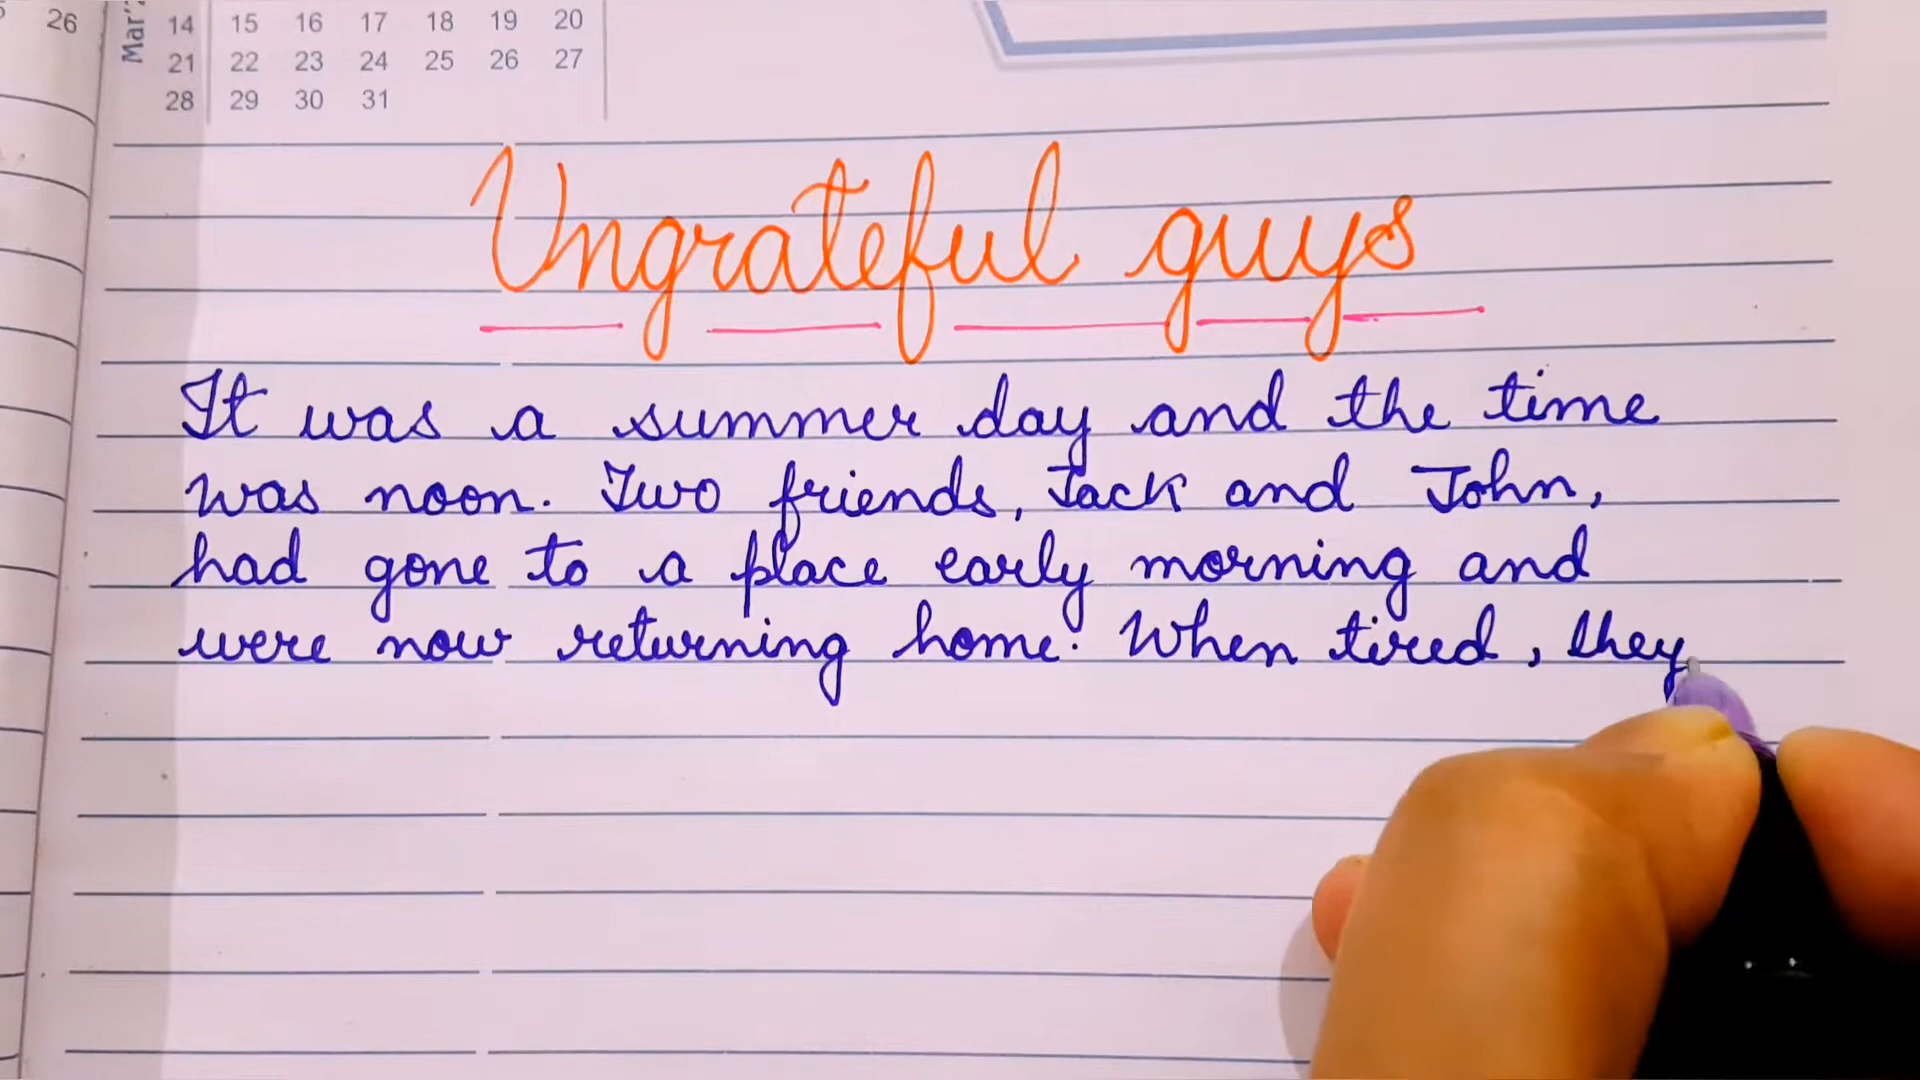 26
Mar'
14 15 16 17 18 19 20
21 22 23 24 25 26 27
28 29 30 31
Ungrateful guys
It was a summer day and the time
was noon. Two friends, Jack and John,
had gone to a place early morning and
were now returning home. When tired, they